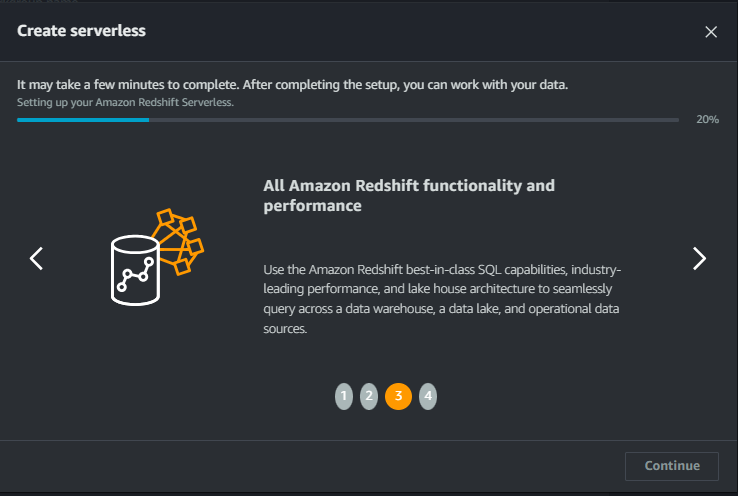 Create serverless
It may take a few minutes to complete. After completing the setup, you can work with your data.
Setting up your Amazon Redshift Serverless.
20%
All Amazon Redshift functionality and
performance
Use the Amazon Redshift best-in-class SQL capabilities, industry-
leading performance, and lake house architecture to seamlessly
query across a data warehouse, a data lake, and operational data
sources.
1 2 3 4
Continue